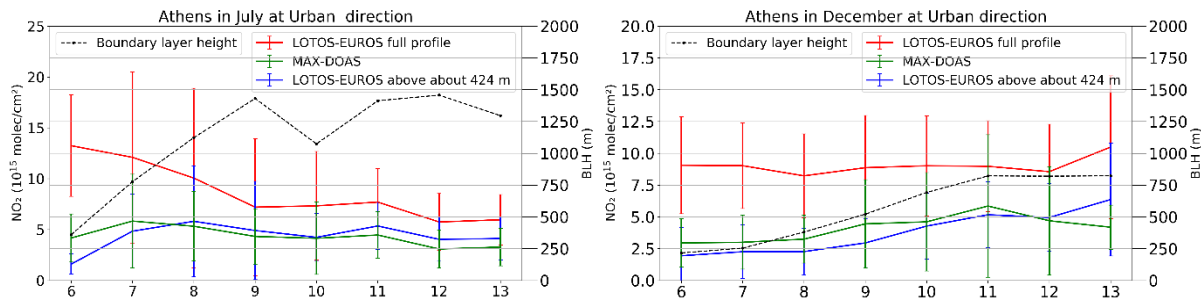 Athens in July at Urban direction
NO₂ (10¹⁵ molec/cm²)
25
20
15
10
5
0
Boundary layer height
LOTOS-EUROS full profile
MAX-DOAS
LOTOS-EUROS above about 424 m
2000
1750
1500
1250
1000
750
500
250
0
BLH (m)
6 7 8 9 10 11 12 13
Athens in December at Urban direction
NO₂ (10¹⁵ molec/cm²)
20.0
17.5
15.0
12.5
10.0
7.5
5.0
2.5
0.0
Boundary layer height
LOTOS-EUROS full profile
MAX-DOAS
LOTOS-EUROS above about 424 m
2000
1750
1500
1250
1000
750
500
250
0
BLH (m)
6 7 8 9 10 11 12 13